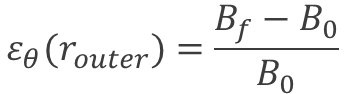 ε_θ(r_outer) = (B_f − B_0) / B_0